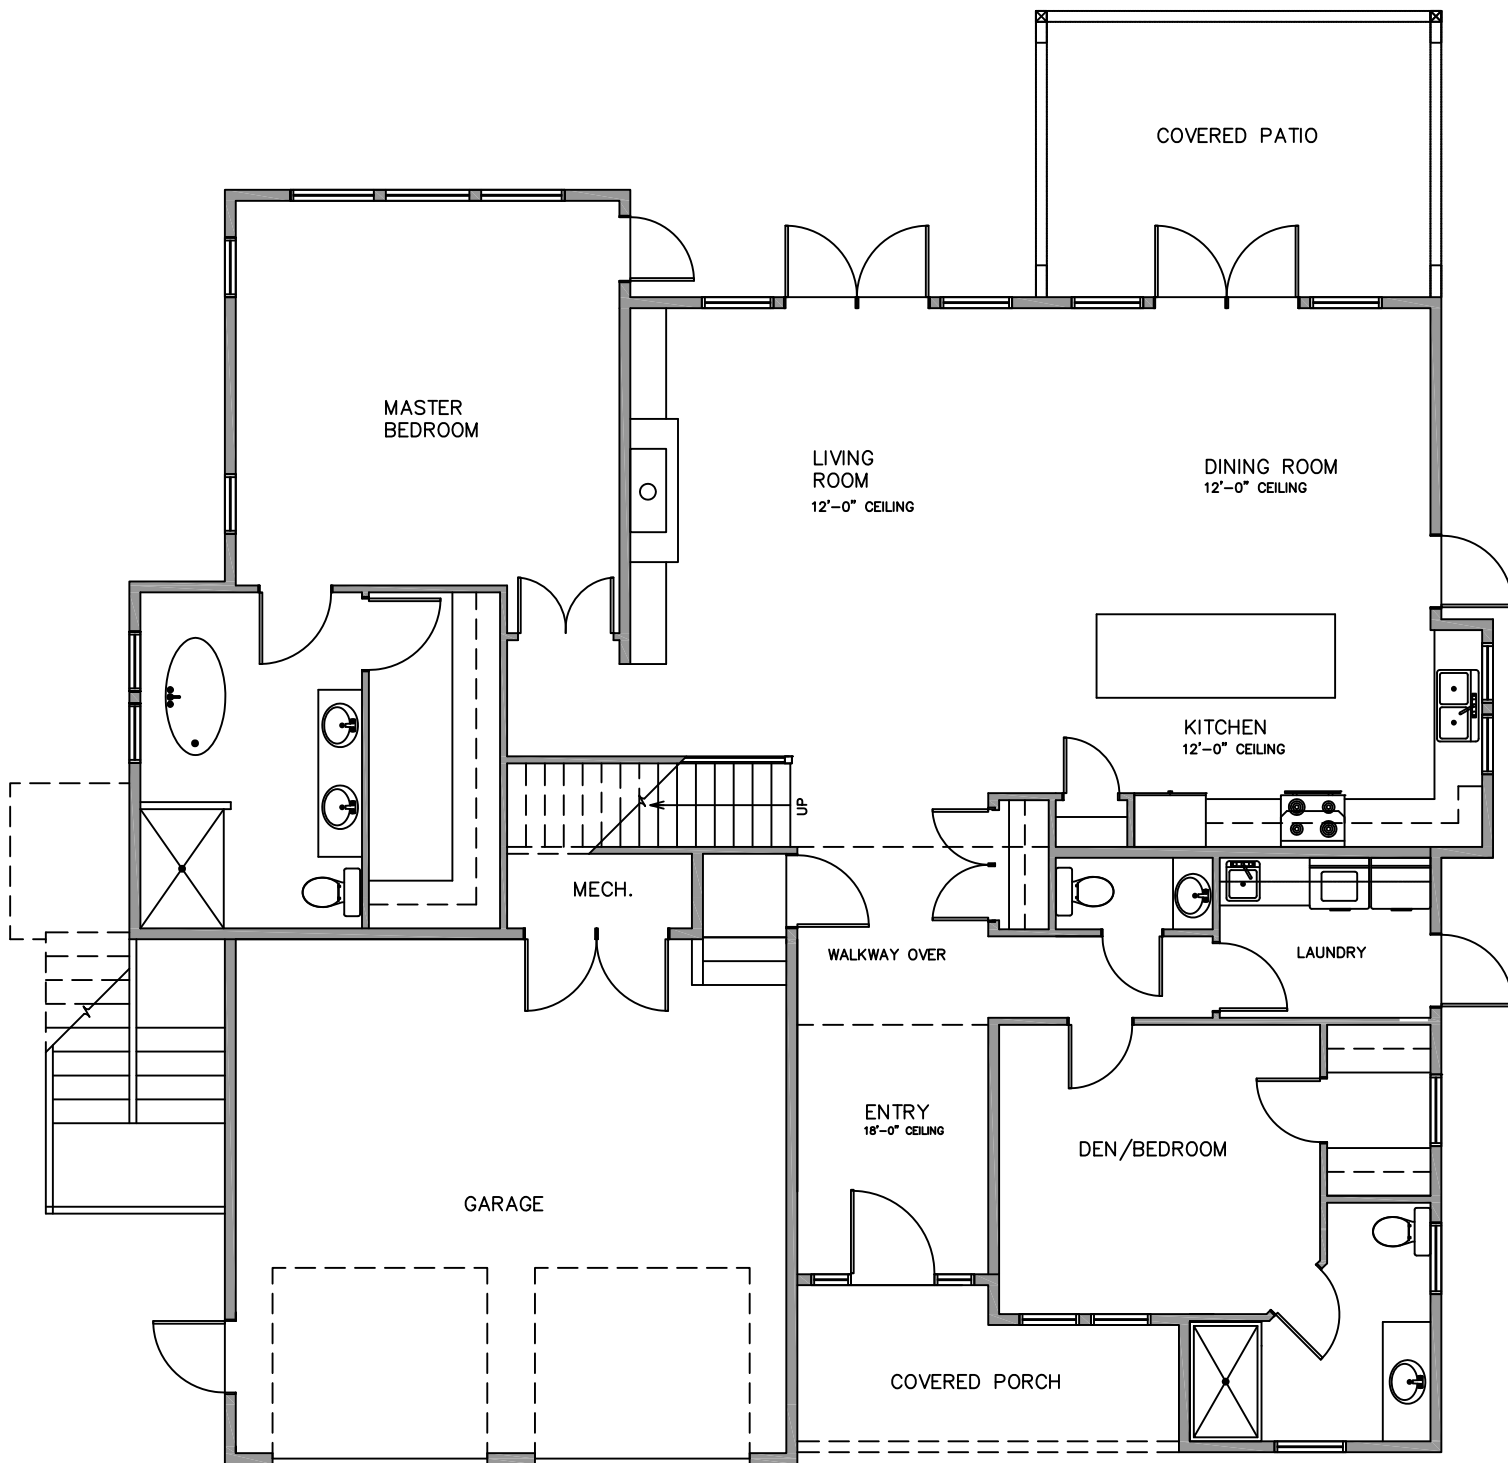 COVERED PATIO
MASTER
BEDROOM
LIVING
ROOM
12'-0" CEILING
DINING ROOM
12'-0" CEILING
KITCHEN
12'-0" CEILING
UP
MECH.
WALKWAY OVER
LAUNDRY
ENTRY
18'-0" CEILING
DEN/BEDROOM
GARAGE
COVERED PORCH